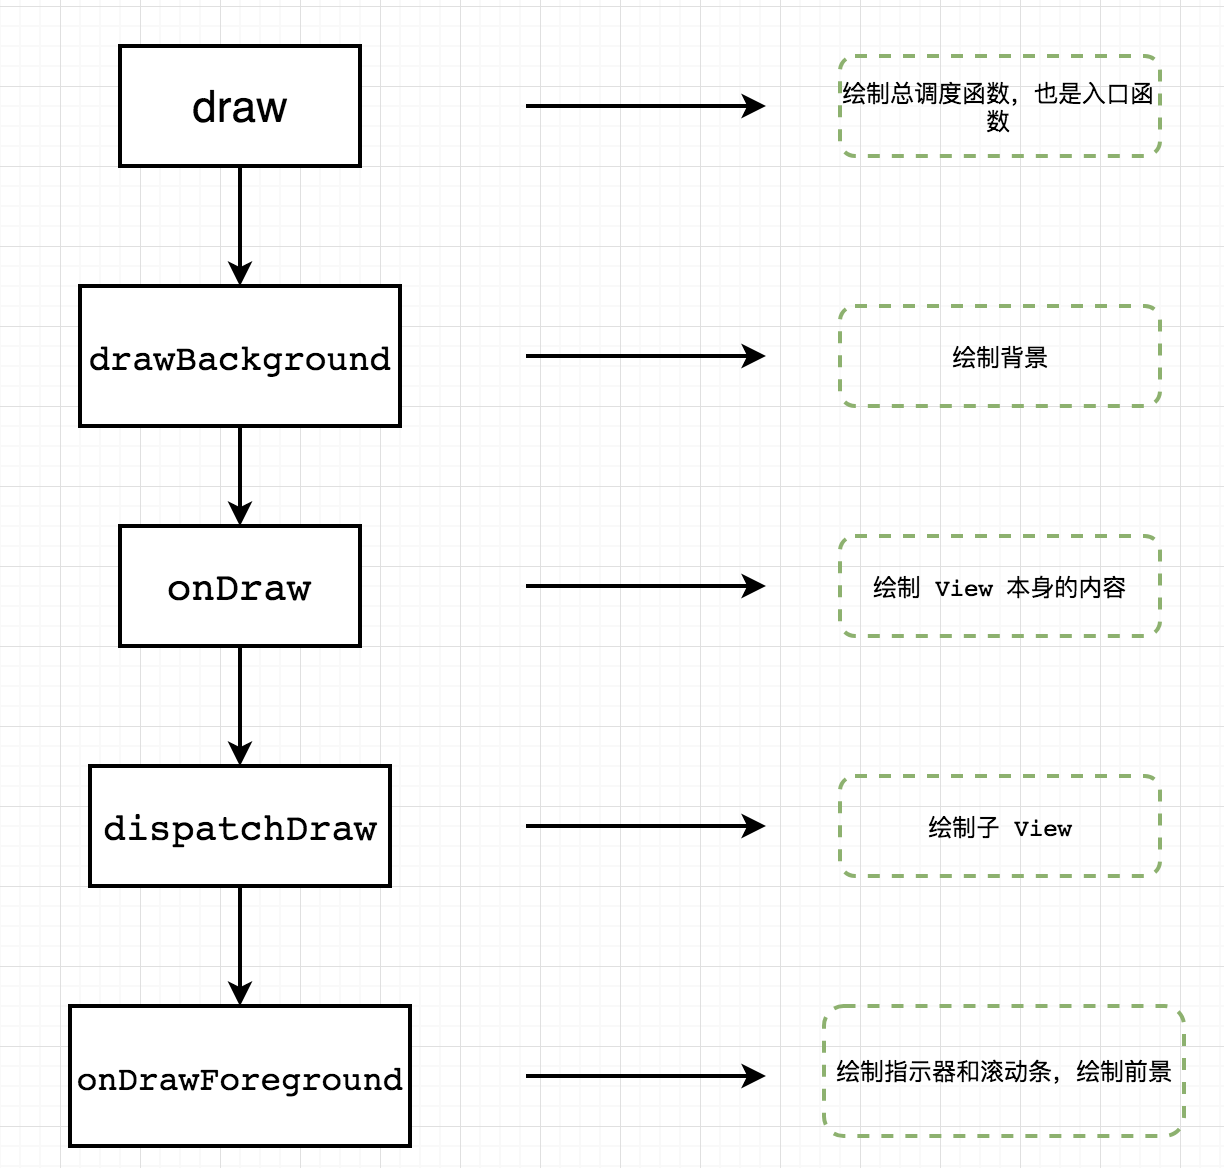 draw
绘制总调度函数，也是入口函
数
drawBackground
绘制背景
onDraw
绘制 View 本身的内容
dispatchDraw
绘制子 View
onDrawForeground
绘制指示器和滚动条，绘制前景